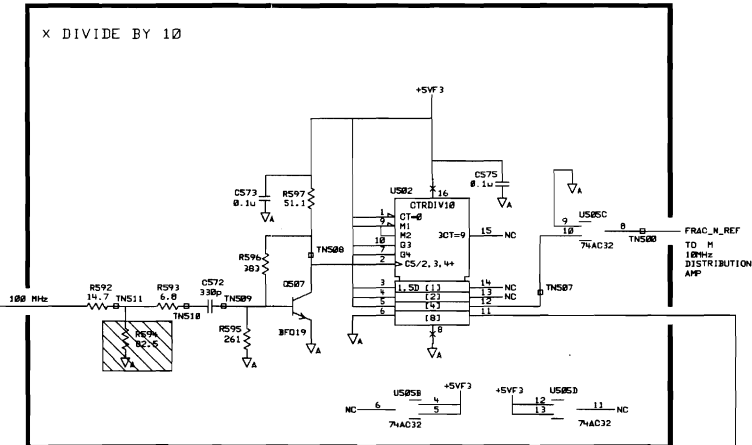 x DIVIDE BY 10
+5VF3
C573
0.1u
R597
51.1
C575
0.1u
U502
16
CTRDIV10
1
CT=0
9
M1
M2
3CT=9
15
NC
10
G3
7
G4
2
C5/2,3,4+
TN508
R596
383
A
9
10
U505C
8
74AC32
TN500
FRAC_N_REF
TO M
10MHz
DISTRIBUTION
AMP
3
1,5D [1]
14
NC
4
[2]
13
NC
5
[4]
12
6
[8]
11
8
TN507
100 MHz
R592
14.7
TN511
R593
6.8
TN510
C572
330p
TN509
Q507
BFQ19
R595
261
R594
82.5
A
A
A
A
A
NC
6
U505B
4
5
+5VF3
74AC32
+5VF3
U505D
12
13
11
NC
74AC32